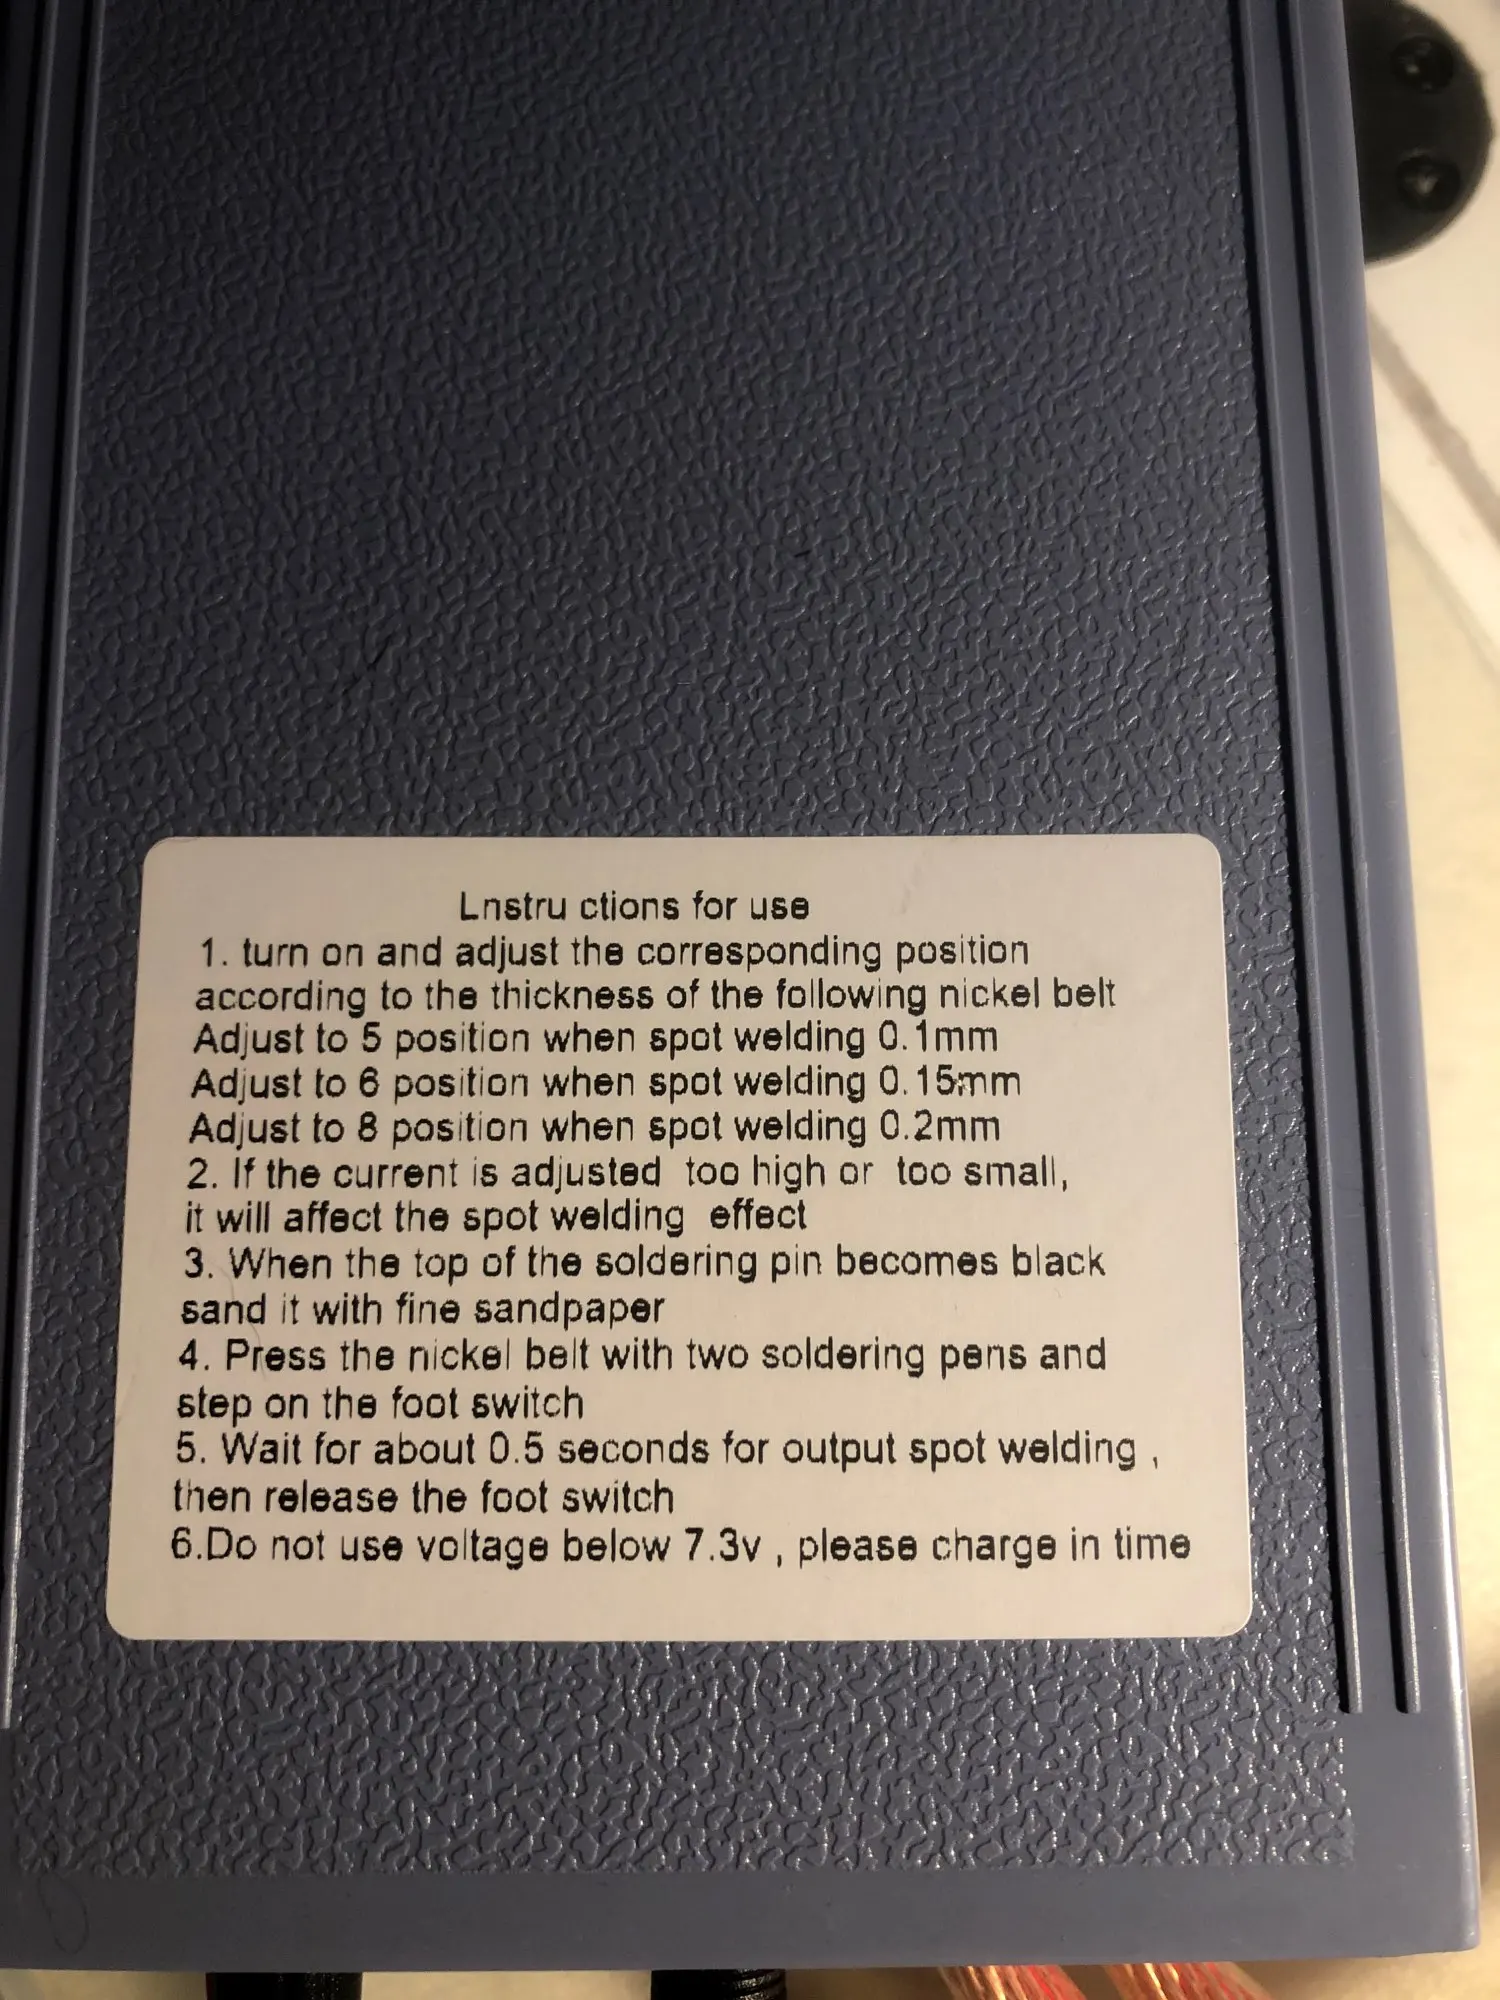 Lnstru ctions for use
1. turn on and adjust the corresponding position
according to the thickness of the following nickel belt
Adjust to 5 position when spot welding 0.1mm
Adjust to 6 position when spot welding 0.15mm
Adjust to 8 position when spot welding 0.2mm
2. If the current is adjusted too high or too small,
it will affect the spot welding effect
3. When the top of the soldering pin becomes black
sand it with fine sandpaper
4. Press the nickel belt with two soldering pens and
step on the foot switch
5. Wait for about 0.5 seconds for output spot welding ,
then release the foot switch
6.Do not use voltage below 7.3v , please charge in time